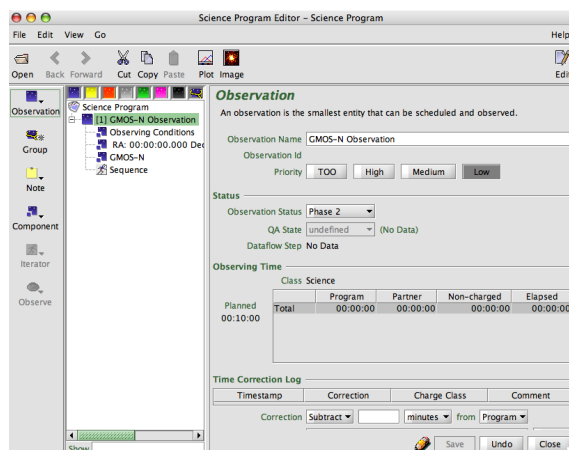 Science Program Editor – Science Program
File Edit View Go Help
Open Back Forward Cut Copy Paste Plot Image Edit
Observation
Group
Note
Component
Iterator
Observe
Science Program
[1] GMOS-N Observation
Observing Conditions
RA: 00:00:00.000 Dec
GMOS-N
Sequence
Show
Observation
An observation is the smallest entity that can be scheduled and observed.
Observation Name GMOS-N Observation
Observation Id
Priority TOO High Medium Low
Status
Observation Status Phase 2
QA State undefined (No Data)
Dataflow Step No Data
Observing Time
Class Science
Program Partner Non-charged Elapsed
Planned Total 00:00:00 00:00:00 00:00:00 00:00:00
00:10:00
Time Correction Log
Timestamp Correction Charge Class Comment
Correction Subtract minutes from Program
Save Undo Close